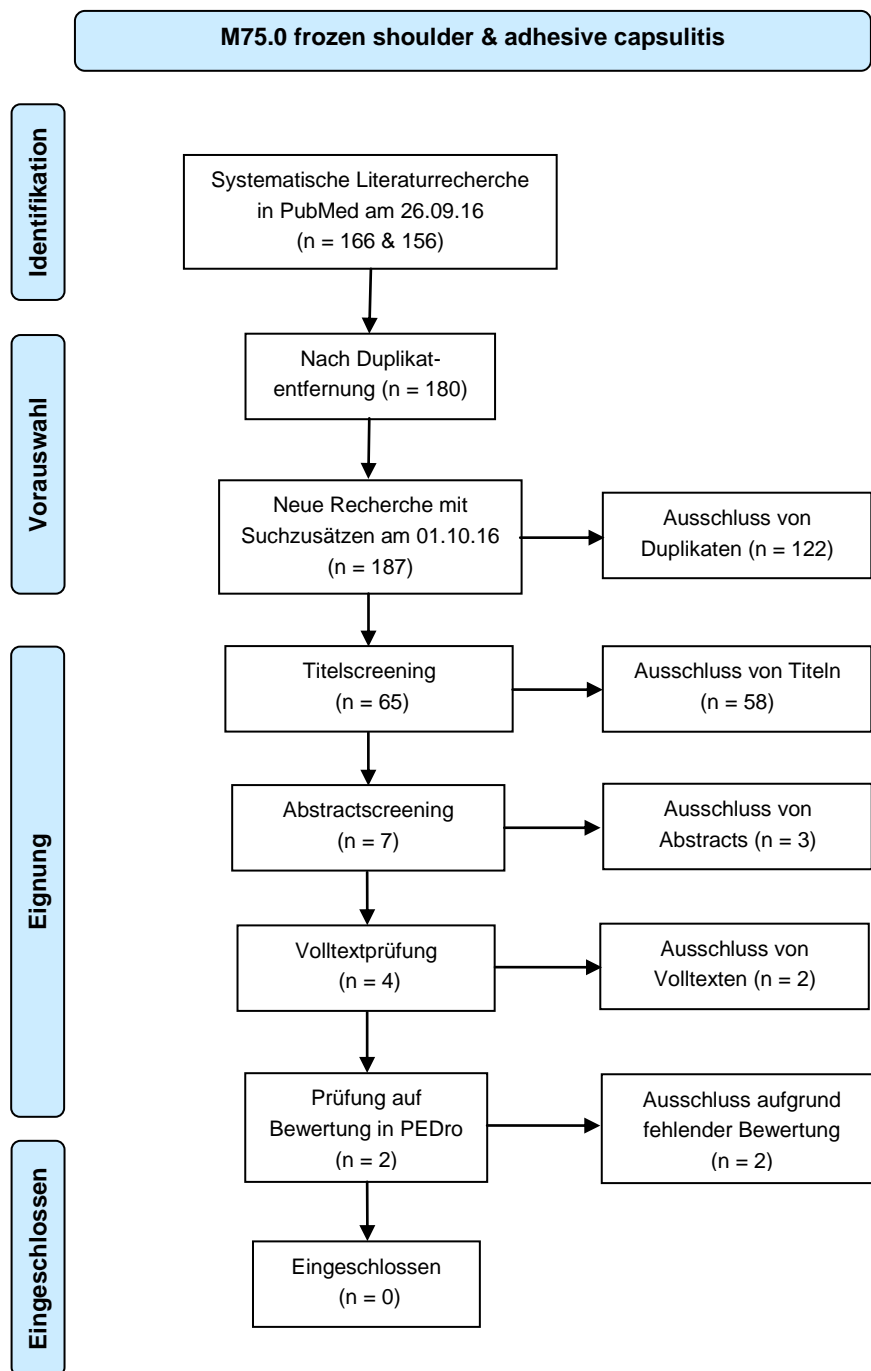 M75.0 frozen shoulder & adhesive capsulitis
Identifikation
Systematische Literaturrecherche
in PubMed am 26.09.16
(n = 166 & 156)
Vorauswahl
Nach Duplikat-
entfernung (n = 180)
Neue Recherche mit
Suchzusätzen am 01.10.16
(n = 187)
Ausschluss von
Duplikaten (n = 122)
Eignung
Titelscreening
(n = 65)
Ausschluss von Titeln
(n = 58)
Abstractscreening
(n = 7)
Ausschluss von
Abstracts (n = 3)
Volltextprüfung
(n = 4)
Ausschluss von
Volltexten (n = 2)
Prüfung auf
Bewertung in PEDro
(n = 2)
Ausschluss aufgrund
fehlender Bewertung
(n = 2)
Eingeschlossen
Eingeschlossen
(n = 0)